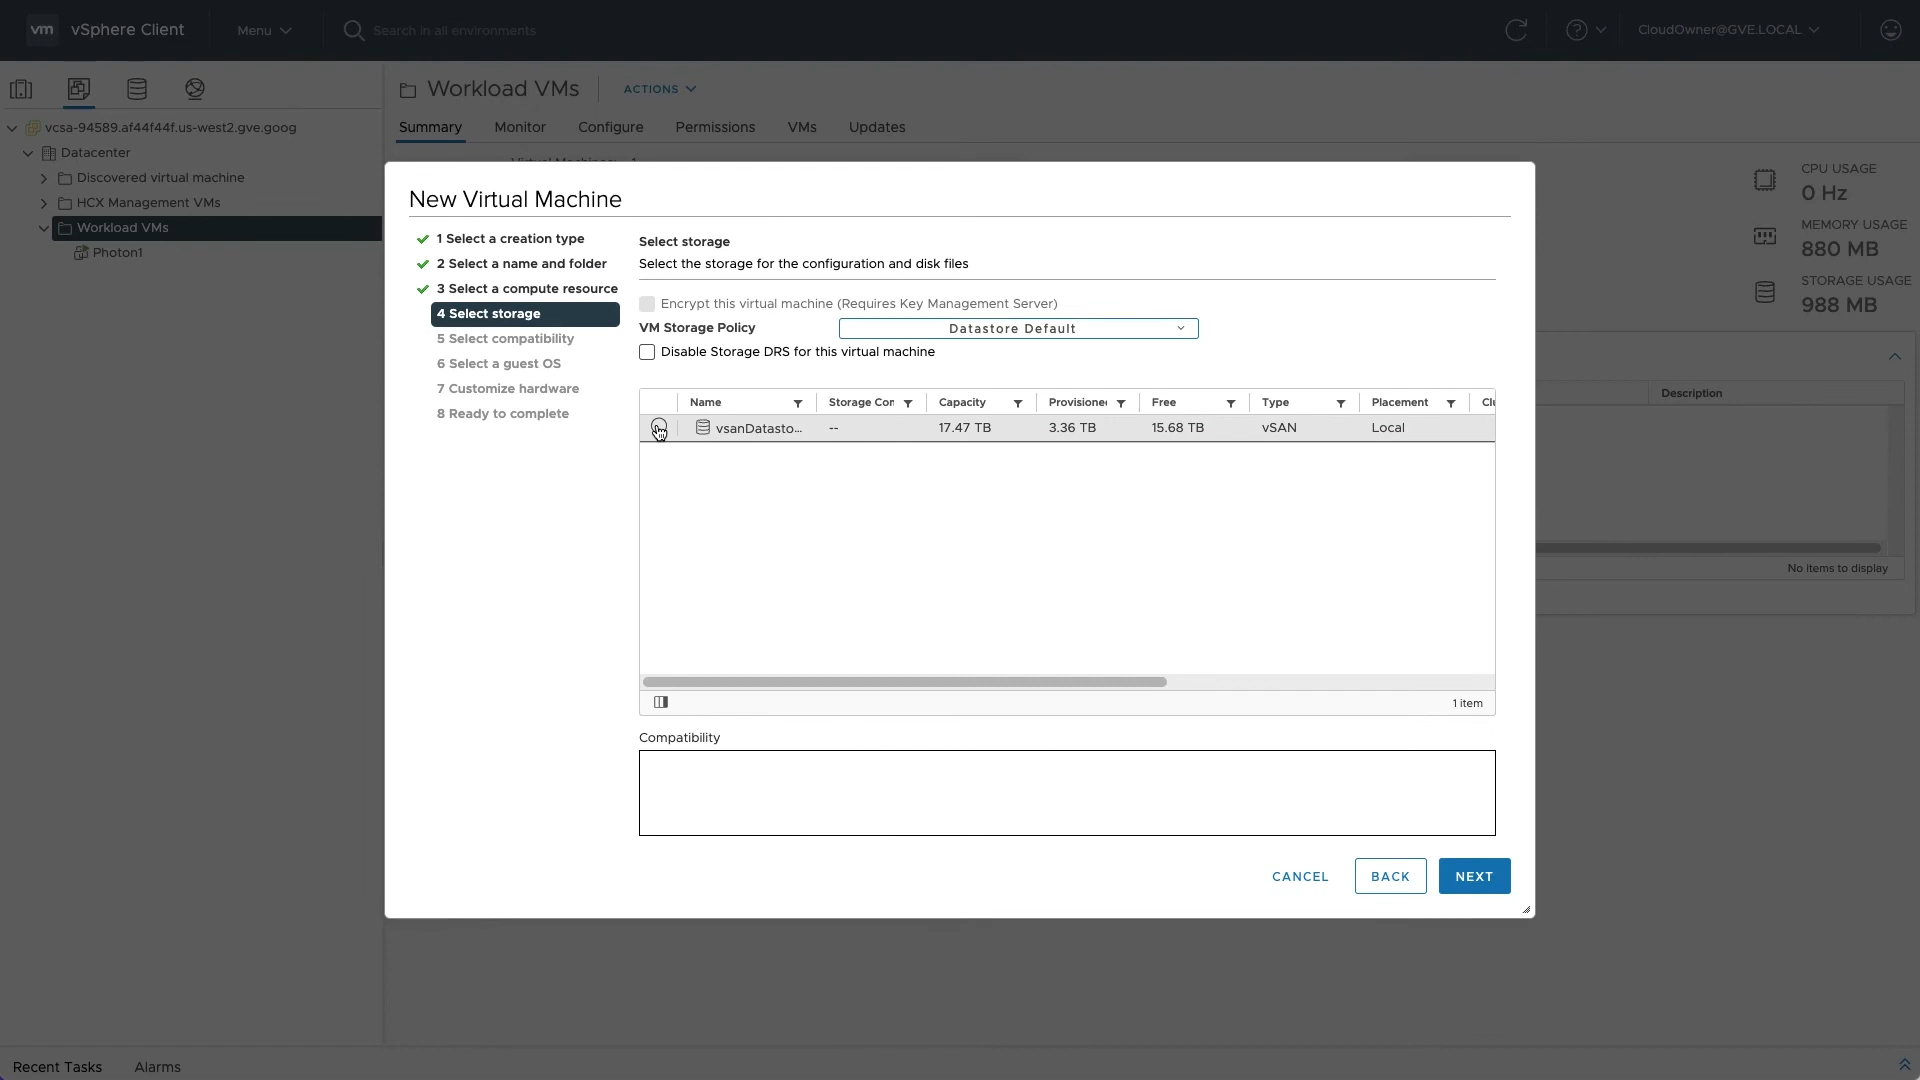 vm vSphere Client Menu Search in all environments CloudOwner@GVE.LOCAL
Workload VMs ACTIONS
Summary Monitor Configure Permissions VMs Updates
vcsa-94589.af44f44f.us-west2.gve.goog
Datacenter
Discovered virtual machine
HCX Management VMs
Workload VMs
Photon1
CPU USAGE
0 Hz
MEMORY USAGE
880 MB
STORAGE USAGE
988 MB
Description
No items to display
New Virtual Machine
1 Select a creation type
2 Select a name and folder
3 Select a compute resource
4 Select storage
5 Select compatibility
6 Select a guest OS
7 Customize hardware
8 Ready to complete
Select storage
Select the storage for the configuration and disk files
Encrypt this virtual machine (Requires Key Management Server)
VM Storage Policy Datastore Default
Disable Storage DRS for this virtual machine
Name Storage Con Capacity Provisioned Free Type Placement Clu
vsanDatasto... -- 17.47 TB 3.36 TB 15.68 TB vSAN Local
1 item
Compatibility
CANCEL BACK NEXT
Recent Tasks Alarms